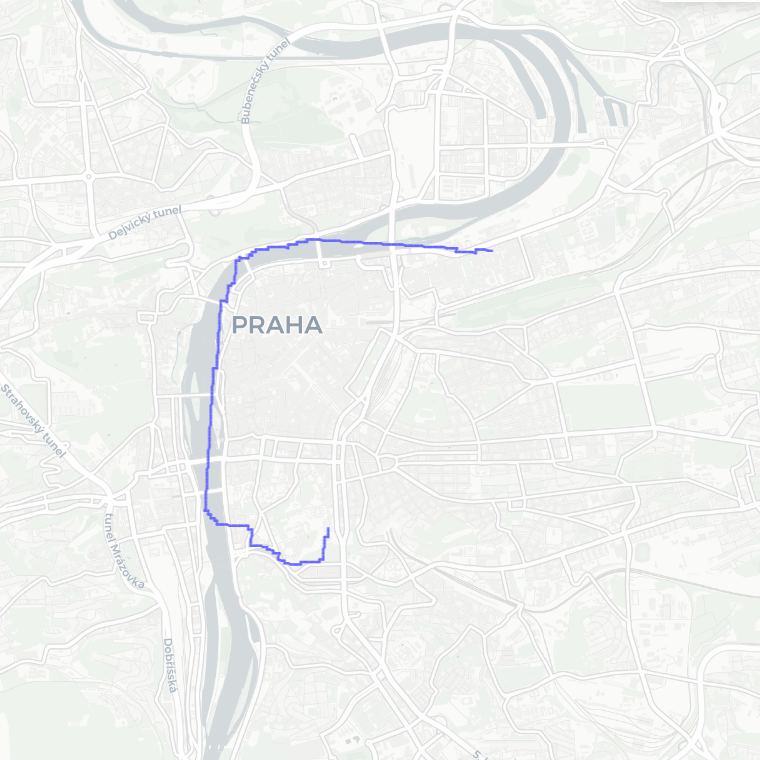 Bubenečský tunel
Dejvický tunel
PRAHA
Strahovský tunel
tunel Mrázovka
Dobříšská